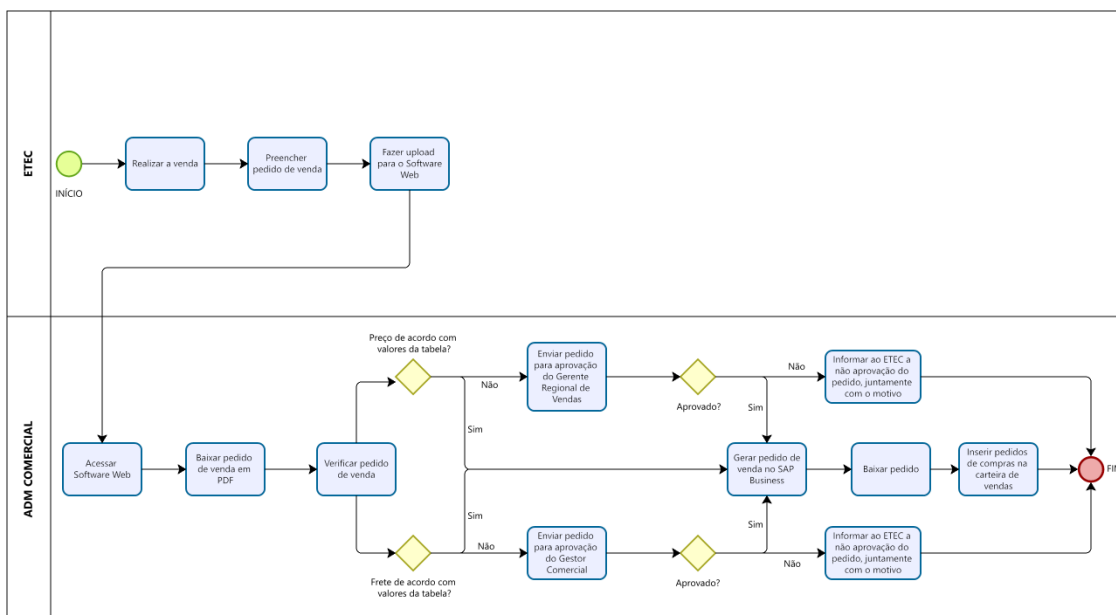 ETEC
INÍCIO
Realizar a venda
Preencher
pedido de venda
Fazer upload
para o Software
Web
ADM COMERCIAL
Acessar
Software Web
Baixar pedido
de venda em
PDF
Verificar pedido
de venda
Preço de acordo com
valores da tabela?
Não
Sim
Enviar pedido
para aprovação
do Gerente
Regional de
Vendas
Aprovado?
Não
Sim
Informar ao ETEC a
não aprovação do
pedido, juntamente
com o motivo
Frete de acordo com
valores da tabela?
Sim
Não
Enviar pedido
para aprovação
do Gestor
Comercial
Aprovado?
Sim
Não
Informar ao ETEC a
não aprovação do
pedido, juntamente
com o motivo
Gerar pedido de
venda no SAP
Business
Baixar pedido
Inserir pedidos
de compras na
carteira de
vendas